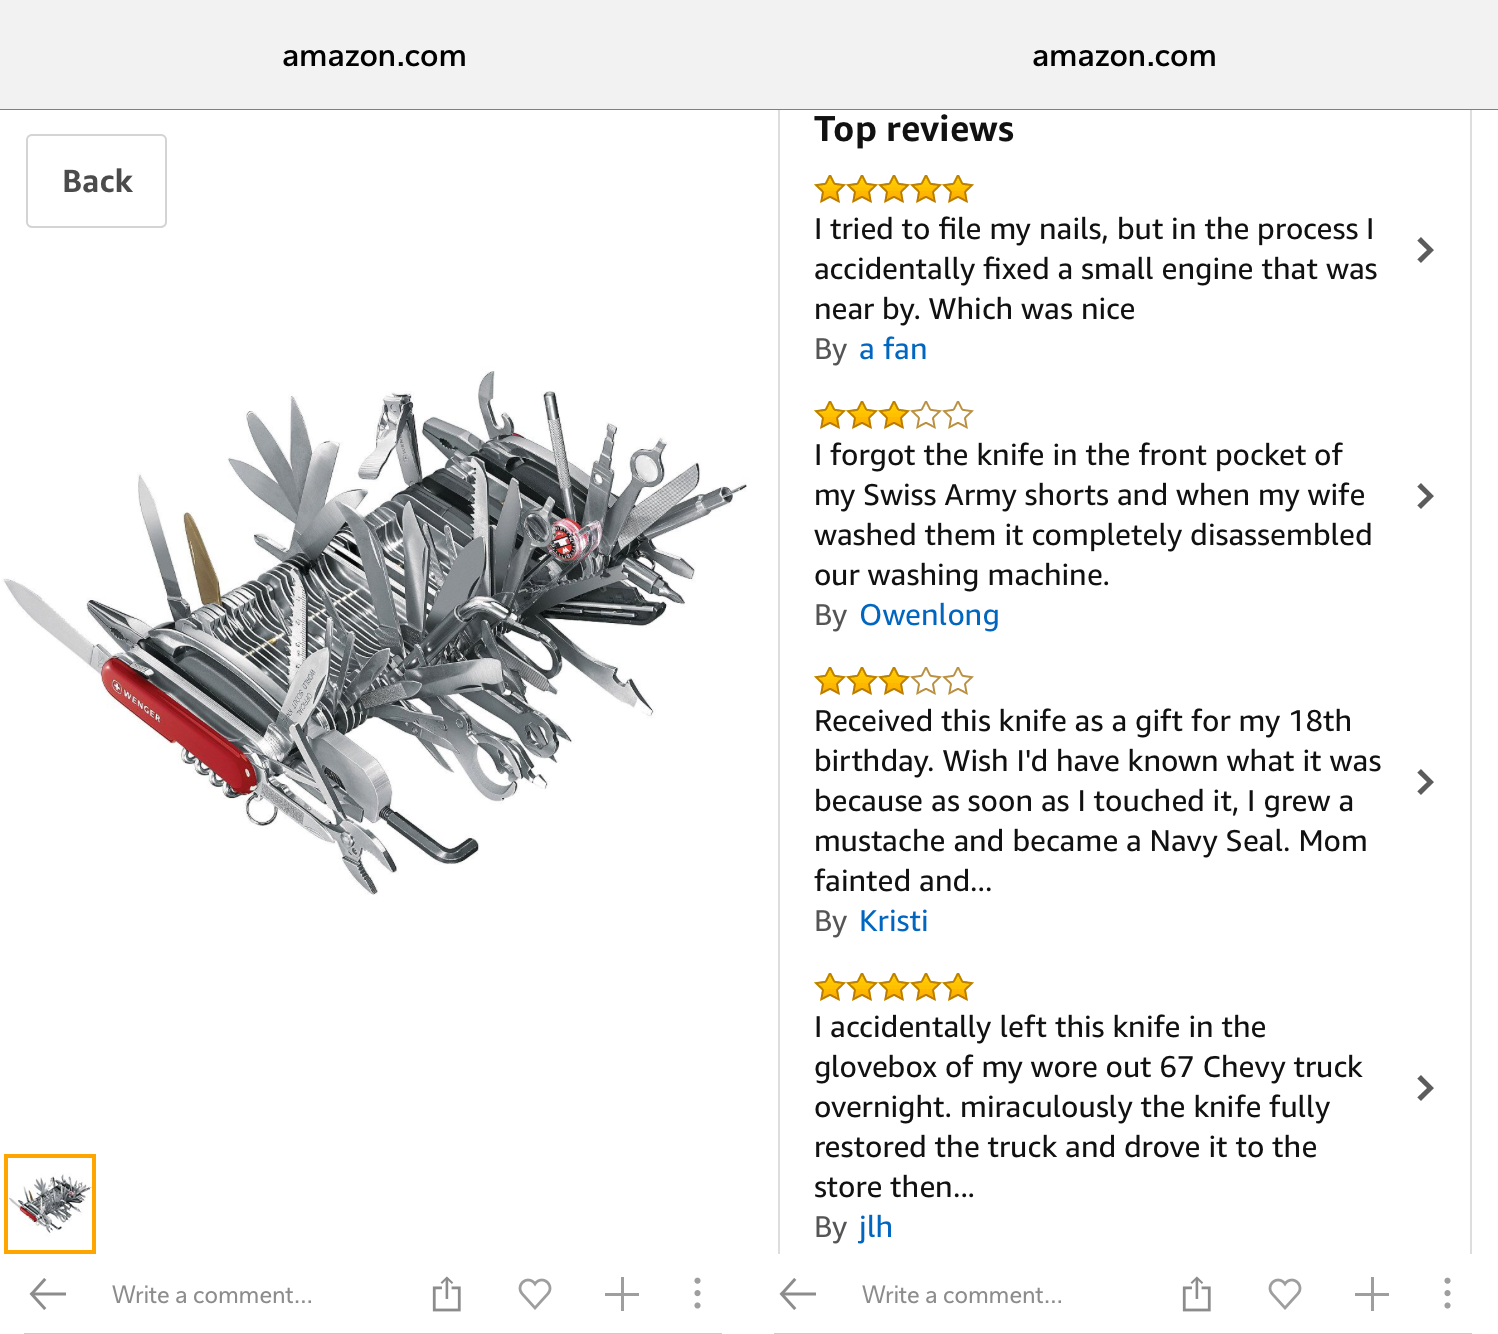 amazon.com
Back
WENGER
Write a comment...
amazon.com
Top reviews
I tried to file my nails, but in the process I
accidentally fixed a small engine that was
near by. Which was nice
By a fan
I forgot the knife in the front pocket of
my Swiss Army shorts and when my wife
washed them it completely disassembled
our washing machine.
By Owenlong
Received this knife as a gift for my 18th
birthday. Wish I'd have known what it was
because as soon as I touched it, I grew a
mustache and became a Navy Seal. Mom
fainted and...
By Kristi
I accidentally left this knife in the
glovebox of my wore out 67 Chevy truck
overnight. miraculously the knife fully
restored the truck and drove it to the
store then...
By jlh
Write a comment...